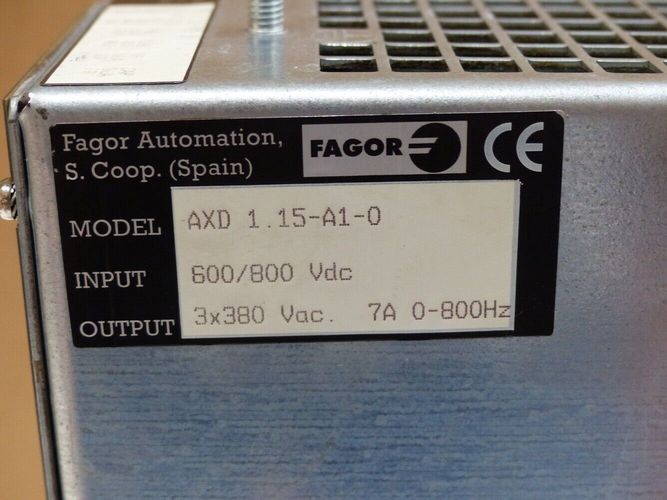 Fagor Automation,
S. Coop. (Spain)
FAGOR
CE
MODEL AXD 1.15-A1-0
INPUT 600/800 Vdc
OUTPUT 3x380 Vac. 7A 0-800Hz